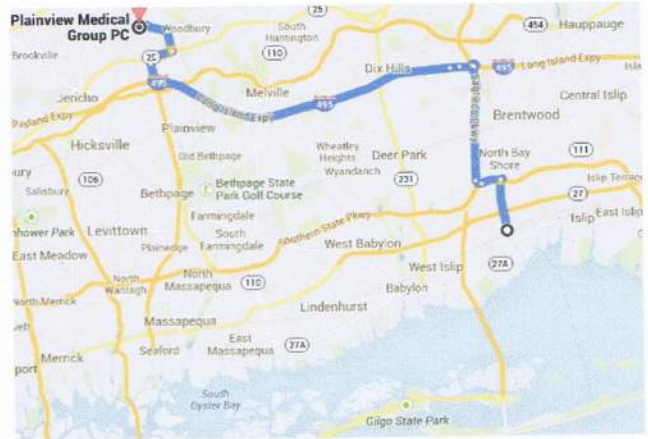 Plainview Medical
Group PC
Woodbury
25
South
Huntington
454
Hauppauge
Brookville
110
495
Long Island Expy
Dix Hills
Jericho
495
Long Island Expy
495
Melville
Central Islip
Brentwood
Plainview
Hicksville
Wheatley
Heights
Deer Park
North Bay
Shore
111
Old Bethpage
Wyandanch
Islip Terrace
Salisbury
106
Bethpage
Bethpage State
Park Golf Course
231
27
Levittown
Farmingdale
South
Farmingdale
Southern State Pkwy
Islip
East Islip
East Meadow
Plainedge
West Babylon
West Islip
27A
North
Wantagh
North
Massapequa
110
Babylon
North Merrick
Lindenhurst
Massapequa
East
Massapequa
27A
Merrick
Seaford
port
South
Oyster Bay
Gilgo State Park